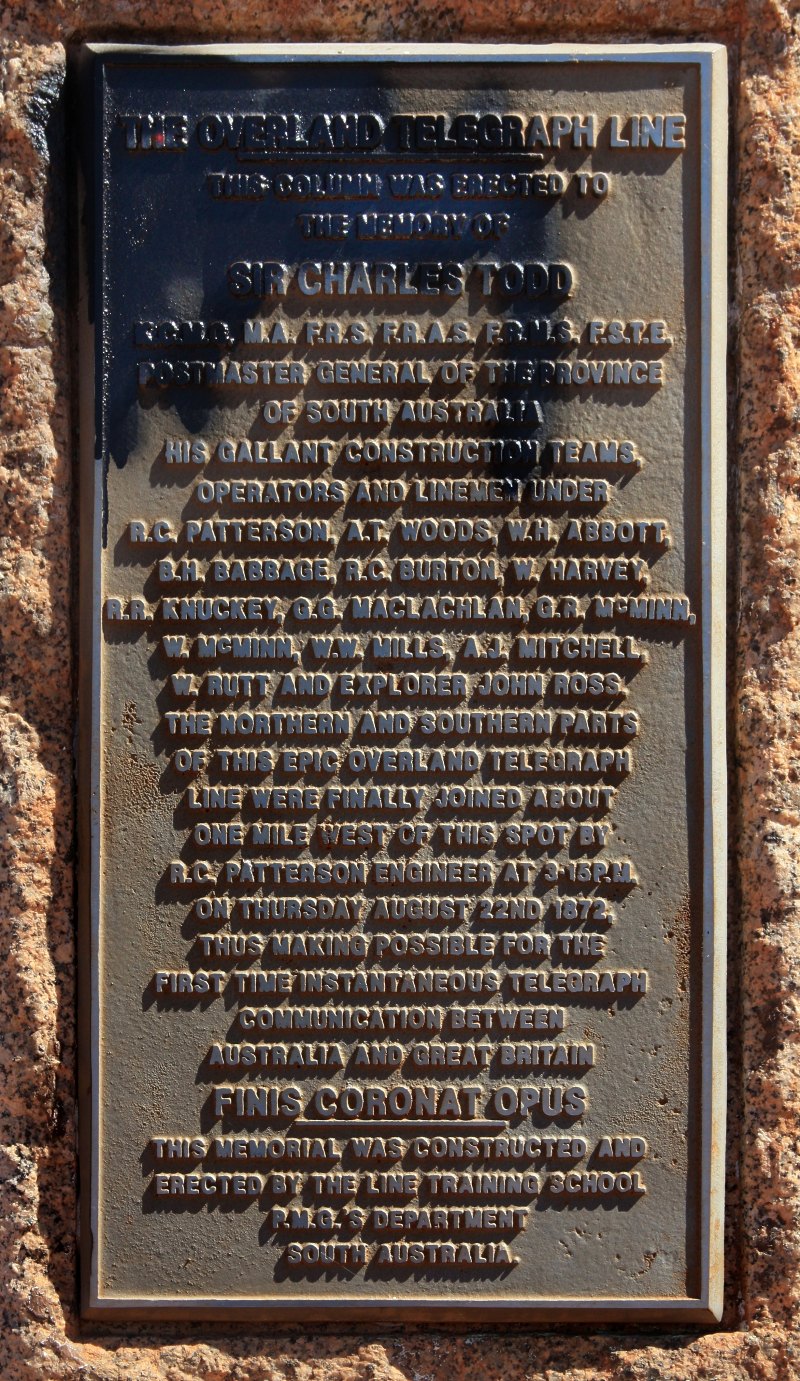 THE OVERLAND TELEGRAPH LINE
THIS COLUMN WAS ERECTED TO
THE MEMORY OF
SIR CHARLES TODD
K.C.M.G. M.A. F.R.S. F.R.A.S. F.R.M.S. F.S.T.E.
POSTMASTER GENERAL OF THE PROVINCE
OF SOUTH AUSTRALIA
HIS GALLANT CONSTRUCTION TEAMS,
OPERATORS AND LINEMEN UNDER
R.C. PATTERSON, A.T. WOODS, W.H. ABBOTT,
B.H. BABBAGE, R.C. BURTON, W. HARVEY,
R.R. KNUCKEY, G.G. MACLACHLAN, G.R. McMINN,
W. McMINN, W.W. MILLS, A.J. MITCHELL,
W. RUTT AND EXPLORER JOHN ROSS.
THE NORTHERN AND SOUTHERN PARTS
OF THIS EPIC OVERLAND TELEGRAPH
LINE WERE FINALLY JOINED ABOUT
ONE MILE WEST OF THIS SPOT BY
R.C. PATTERSON ENGINEER AT 3·15P.M.
ON THURSDAY AUGUST 22ND 1872,
THUS MAKING POSSIBLE FOR THE
FIRST TIME INSTANTANEOUS TELEGRAPH
COMMUNICATION BETWEEN
AUSTRALIA AND GREAT BRITAIN
FINIS CORONAT OPUS
THIS MEMORIAL WAS CONSTRUCTED AND
ERECTED BY THE LINE TRAINING SCHOOL
P.M.G.'S DEPARTMENT
SOUTH AUSTRALIA.